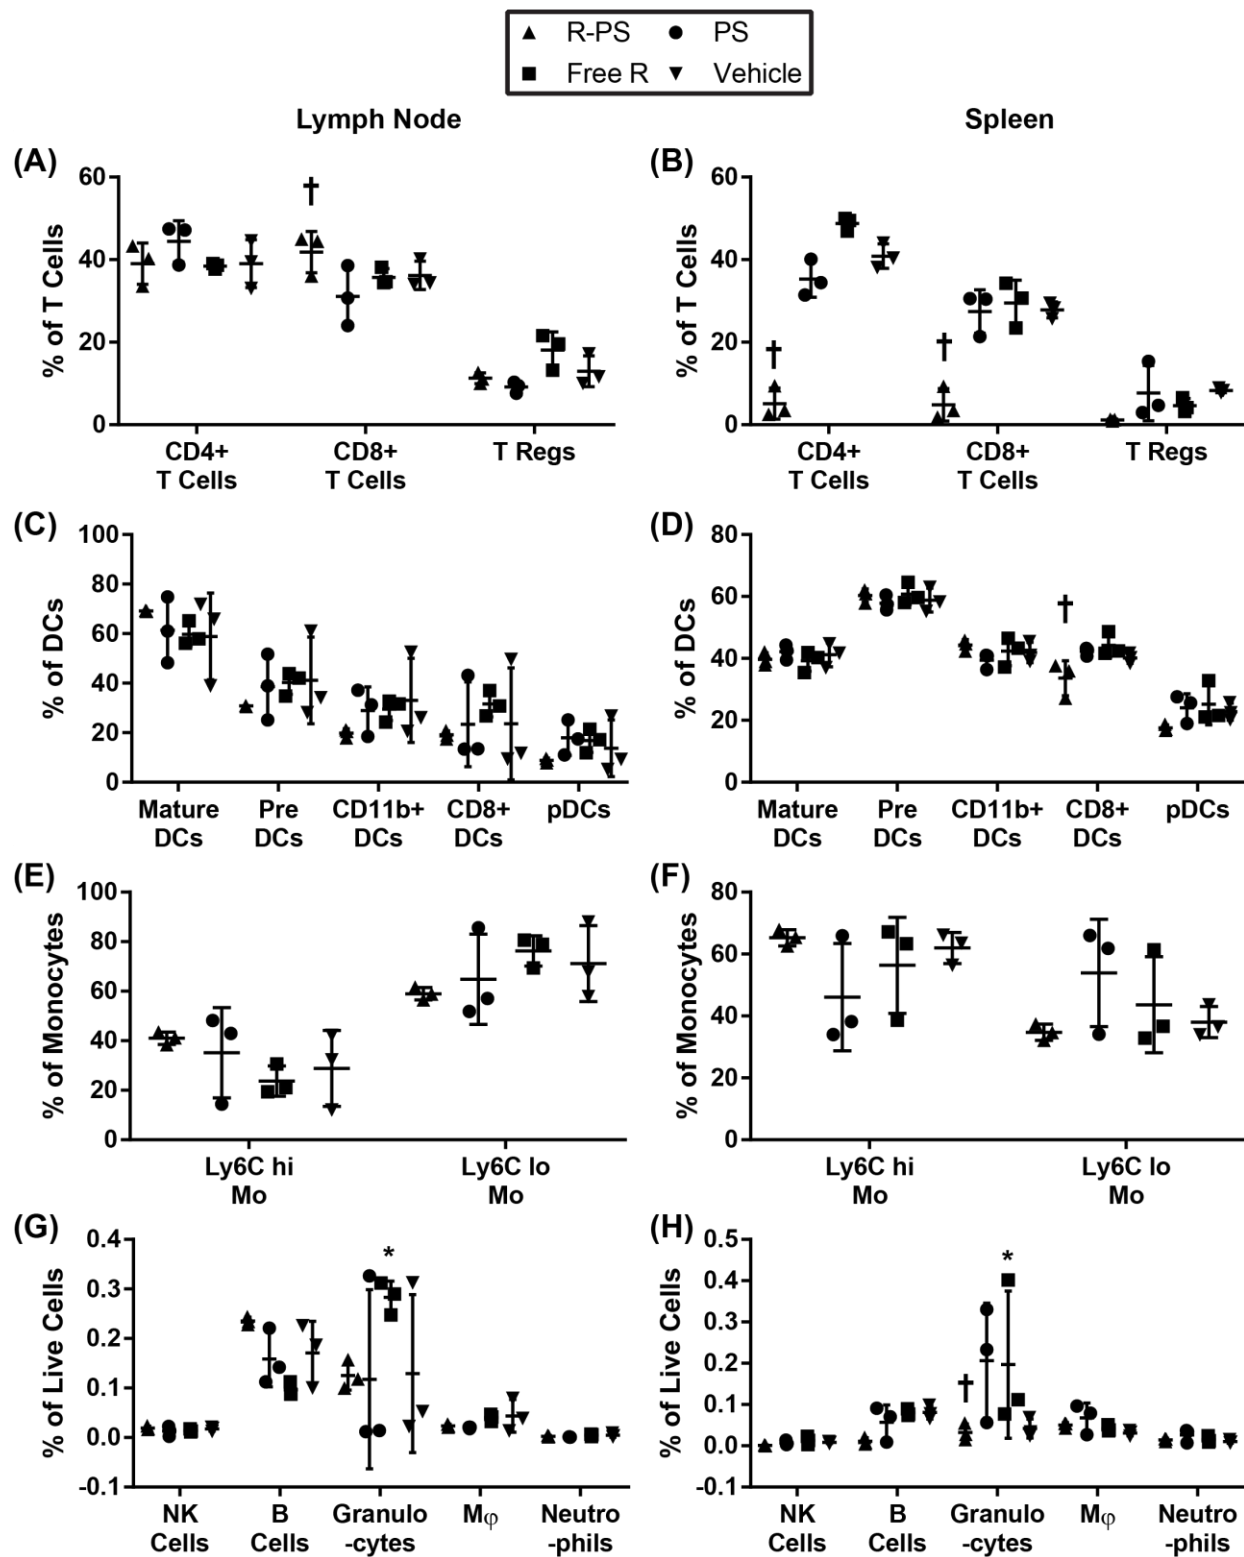 R-PS PS
Free R Vehicle
Lymph Node
Spleen
(A)
% of T Cells
60
40
20
0
†
CD4+ T Cells
CD8+ T Cells
T Regs
(B)
% of T Cells
60
40
20
0
†
†
CD4+ T Cells
CD8+ T Cells
T Regs
(C)
% of DCs
100
80
60
40
20
0
Mature DCs
Pre DCs
CD11b+ DCs
CD8+ DCs
pDCs
(D)
% of DCs
80
60
40
20
0
†
Mature DCs
Pre DCs
CD11b+ DCs
CD8+ DCs
pDCs
(E)
% of Monocytes
100
80
60
40
20
0
Ly6C hi Mo
Ly6C lo Mo
(F)
% of Monocytes
80
60
40
20
0
Ly6C hi Mo
Ly6C lo Mo
(G)
% of Live Cells
0.4
0.3
0.2
0.1
0.0
-0.1
*
NK Cells
B Cells
Granulo -cytes
Mφ
Neutro -phils
(H)
% of Live Cells
0.5
0.4
0.3
0.2
0.1
0.0
-0.1
†
*
NK Cells
B Cells
Granulo -cytes
Mφ
Neutro -phils